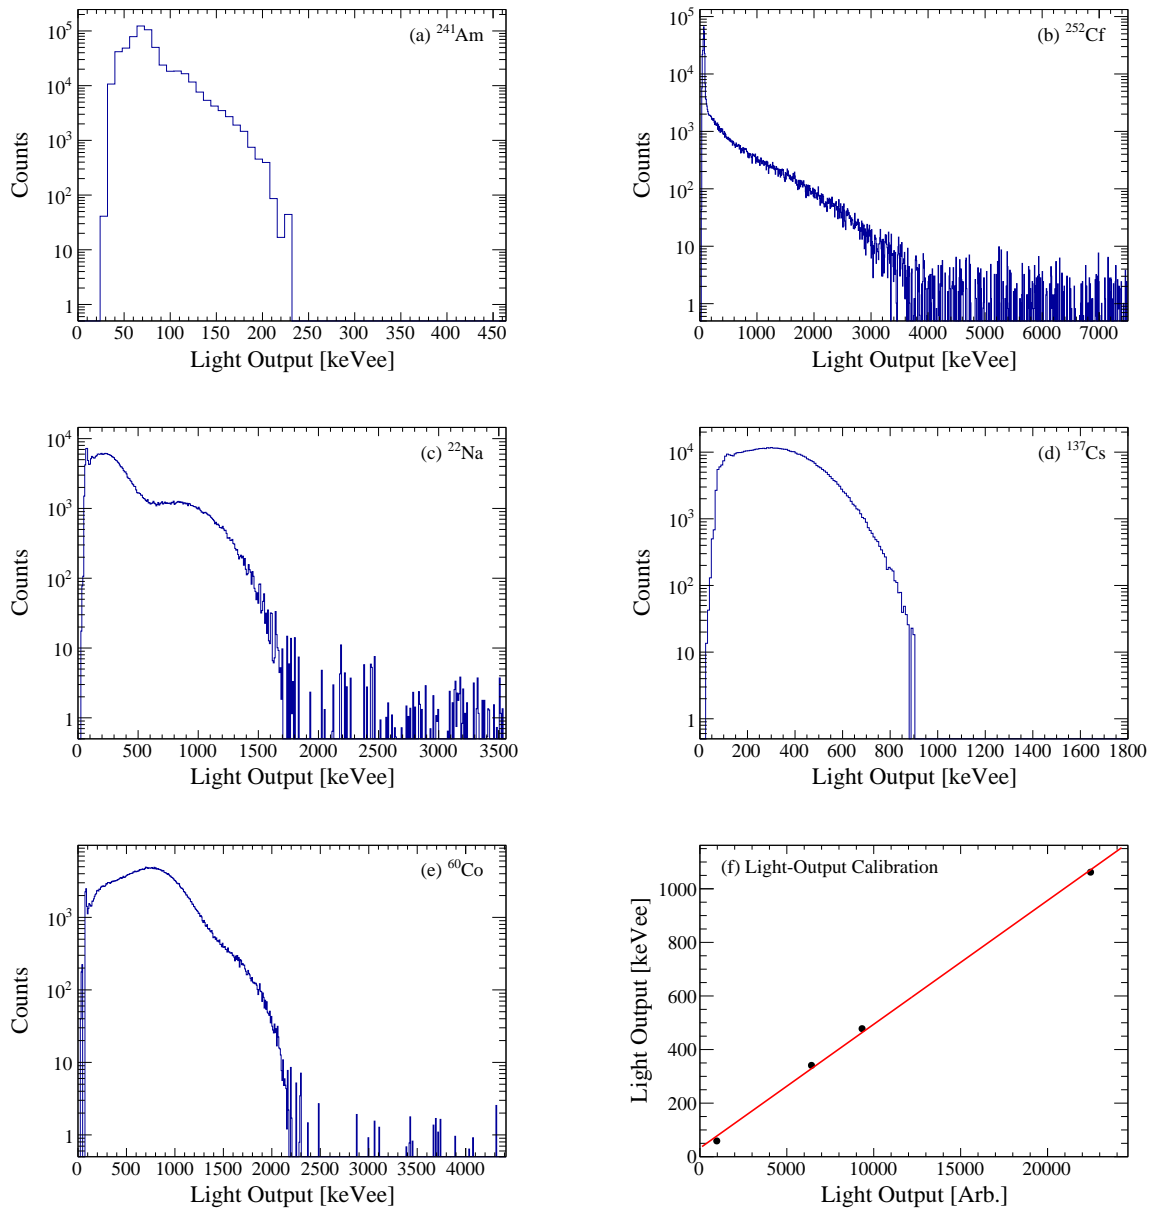 (a) ²⁴¹Am
10⁵
10⁴
10³
10²
10
1
Counts
0 50 100 150 200 250 300 350 400 450
Light Output [keVee]
(b) ²⁵²Cf
10⁵
10⁴
10³
10²
10
1
Counts
0 1000 2000 3000 4000 5000 6000 7000
Light Output [keVee]
(c) ²²Na
10⁴
10³
10²
10
1
Counts
0 500 1000 1500 2000 2500 3000 3500
Light Output [keVee]
(d) ¹³⁷Cs
10⁴
10³
10²
10
1
Counts
0 200 400 600 800 1000 1200 1400 1600 1800
Light Output [keVee]
(e) ⁶⁰Co
10³
10²
10
1
Counts
0 500 1000 1500 2000 2500 3000 3500 4000
Light Output [keVee]
(f) Light-Output Calibration
1000
800
600
400
200
0
Light Output [keVee]
0 5000 10000 15000 20000
Light Output [Arb.]